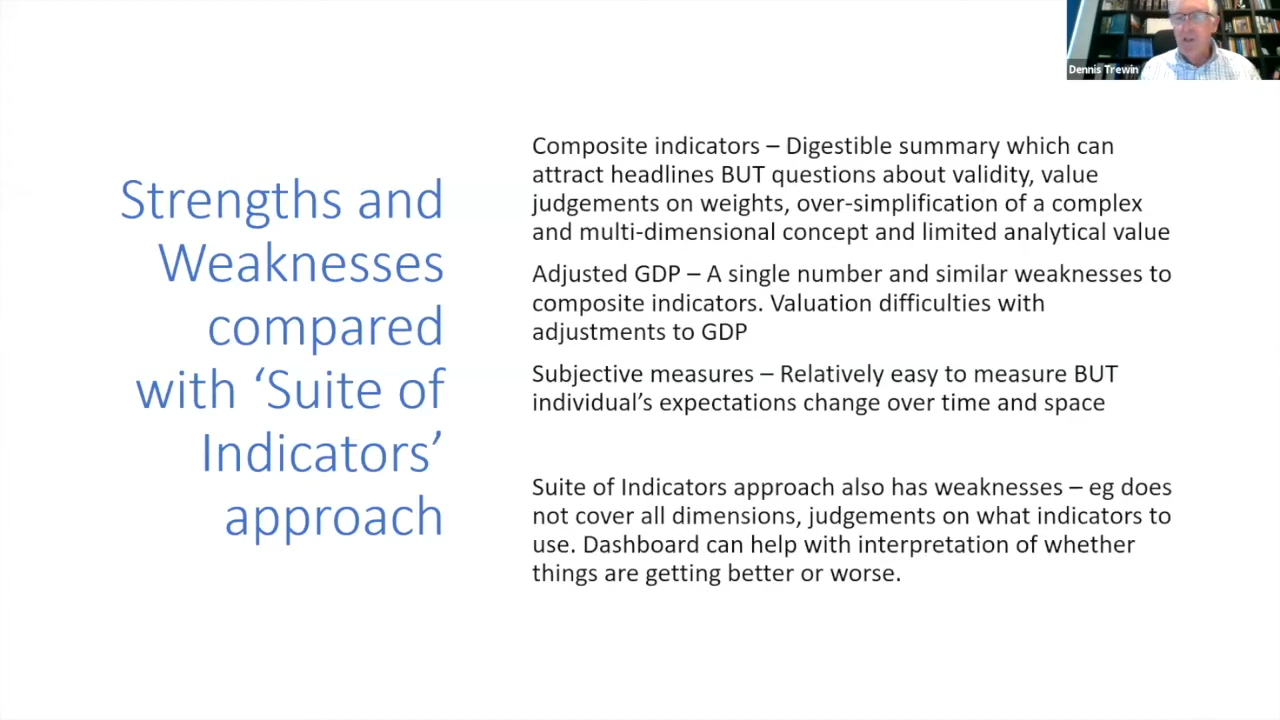 Dennis Trewin
Strengths and
Weaknesses
compared
with ‘Suite of
Indicators’
approach
Composite indicators – Digestible summary which can
attract headlines BUT questions about validity, value
judgements on weights, over-simplification of a complex
and multi-dimensional concept and limited analytical value
Adjusted GDP – A single number and similar weaknesses to
composite indicators. Valuation difficulties with
adjustments to GDP
Subjective measures – Relatively easy to measure BUT
individual’s expectations change over time and space
Suite of Indicators approach also has weaknesses – eg does
not cover all dimensions, judgements on what indicators to
use. Dashboard can help with interpretation of whether
things are getting better or worse.